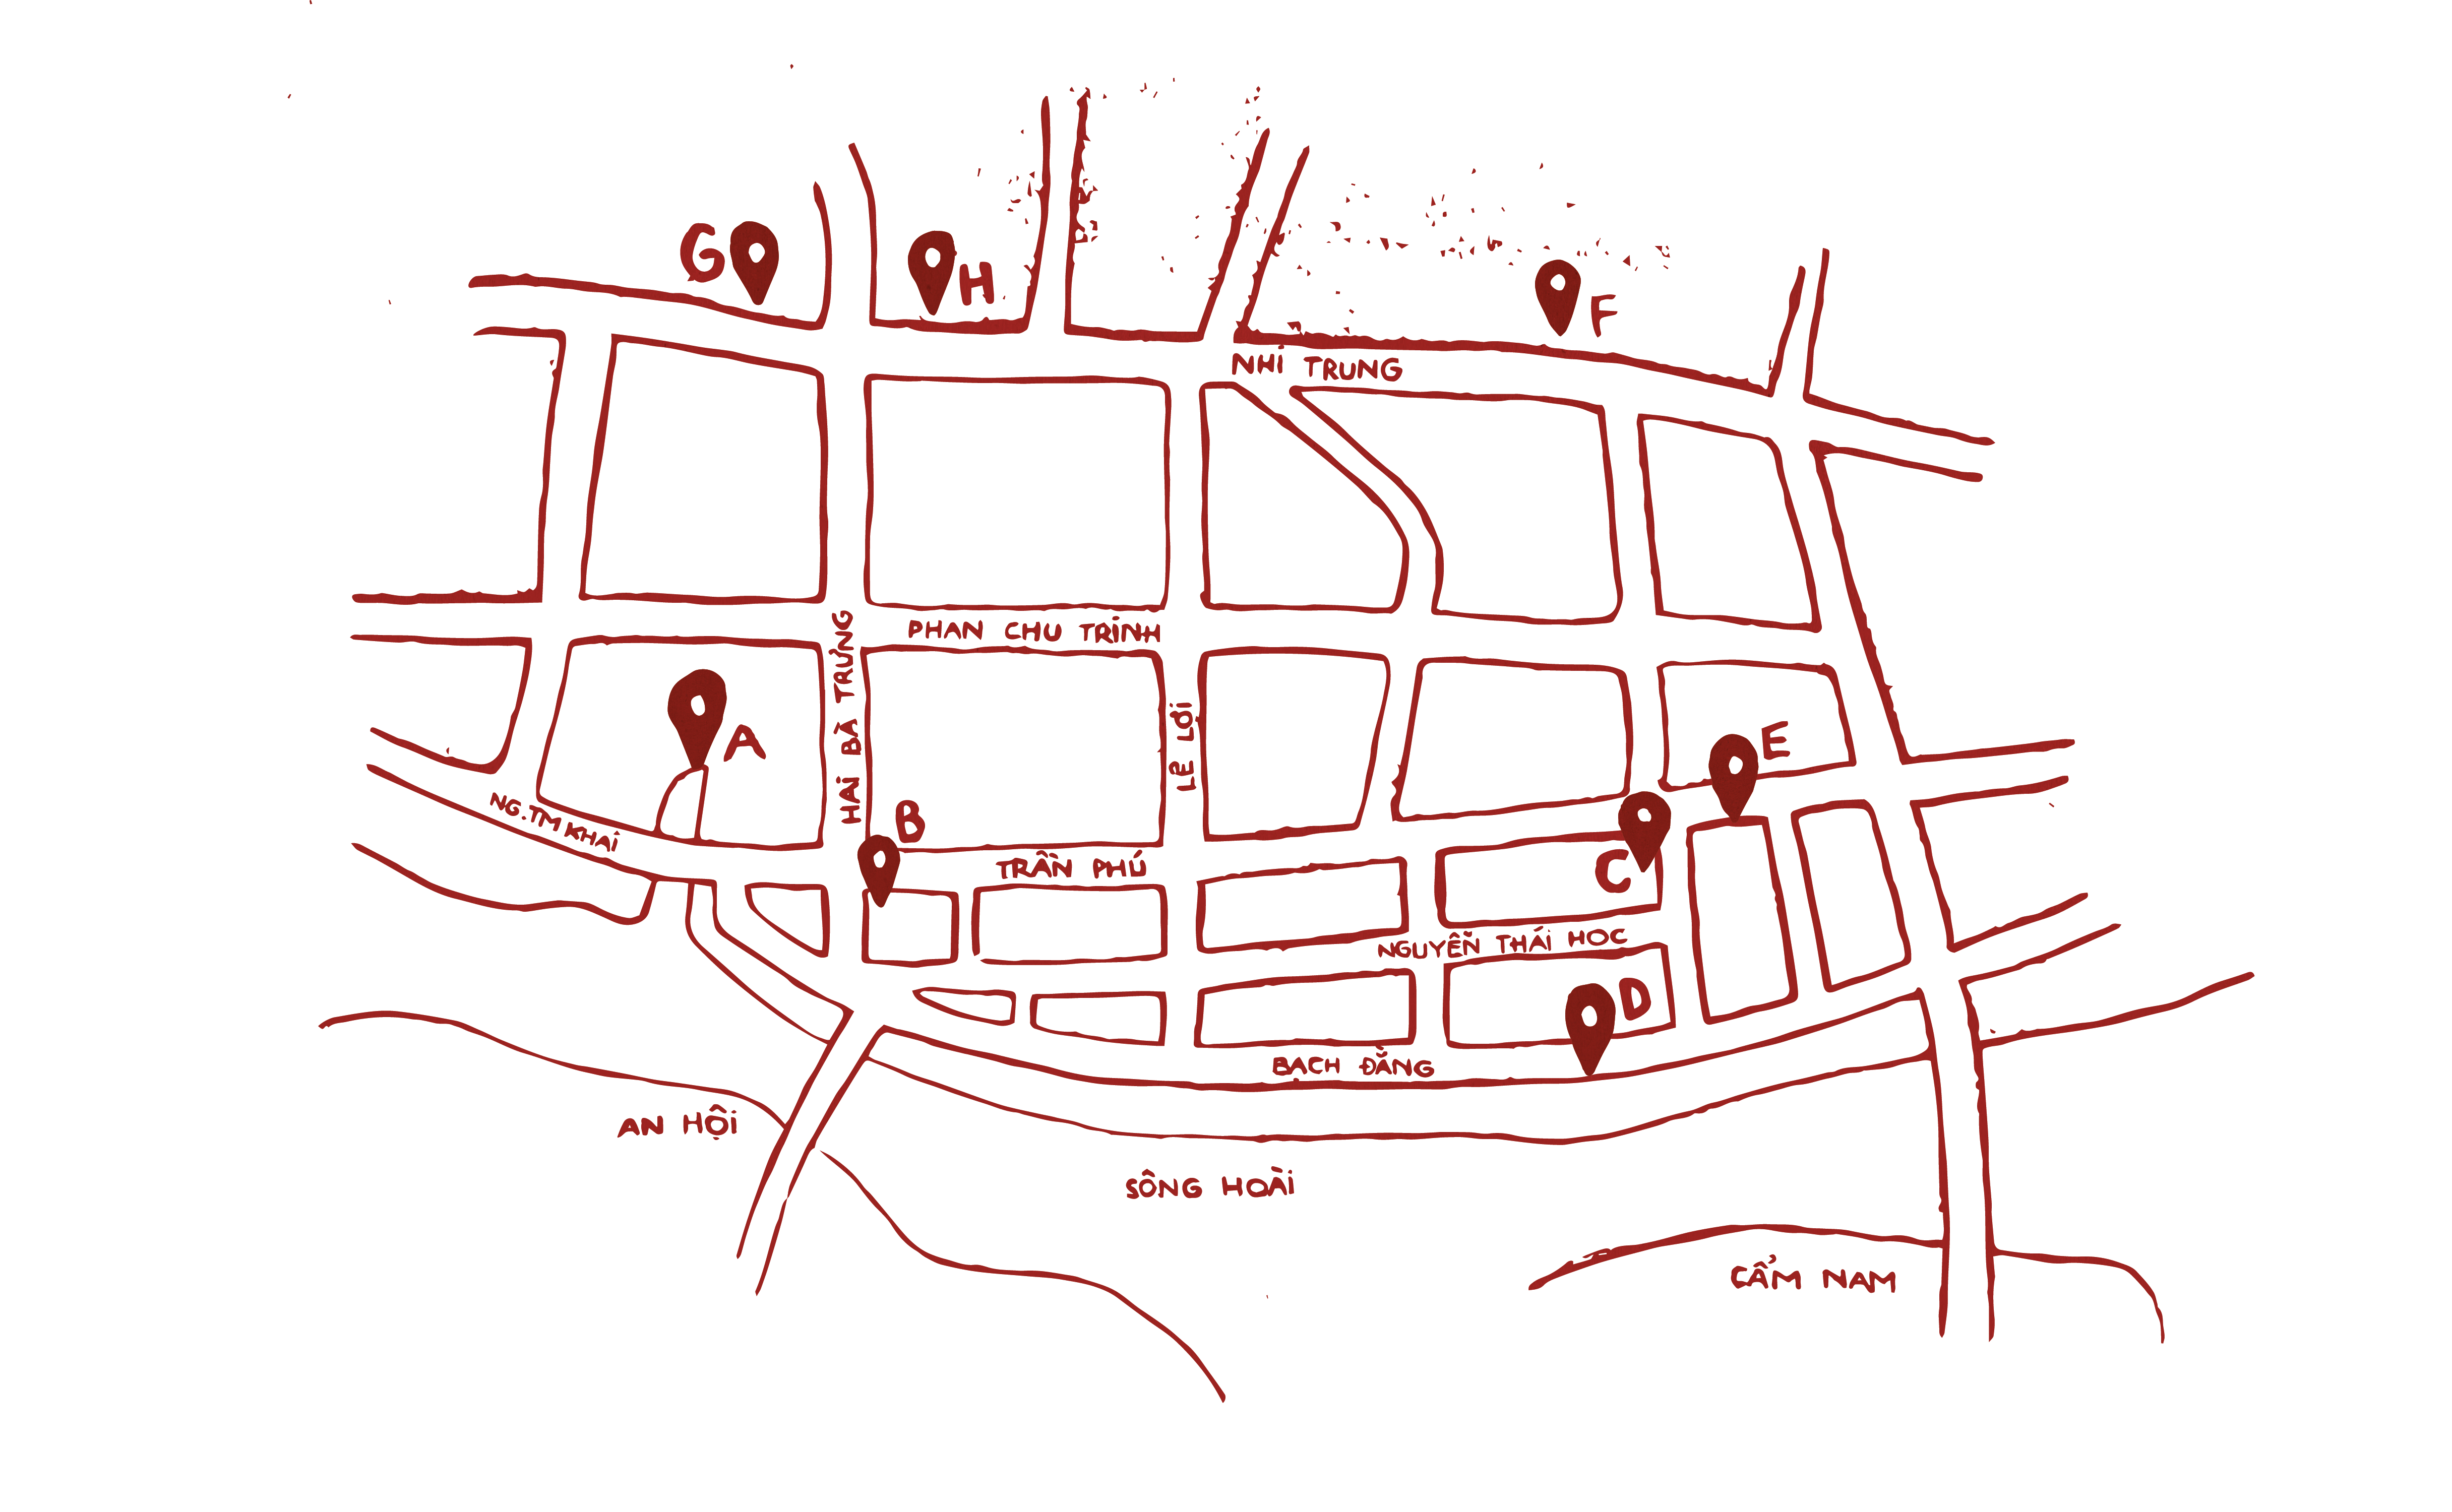 G
H
F
NHỊ TRUNG
HAI BÀ TRƯNG
PHAN CHU TRINH
A
LE LỢI
E
NG.TM KHAI
B
TRẦN PHÚ
C
NGUYỄN THÁI HOC
D
BACH ĐẰNG
AN HỘI
SÔNG HOÀI
CẨM NAM